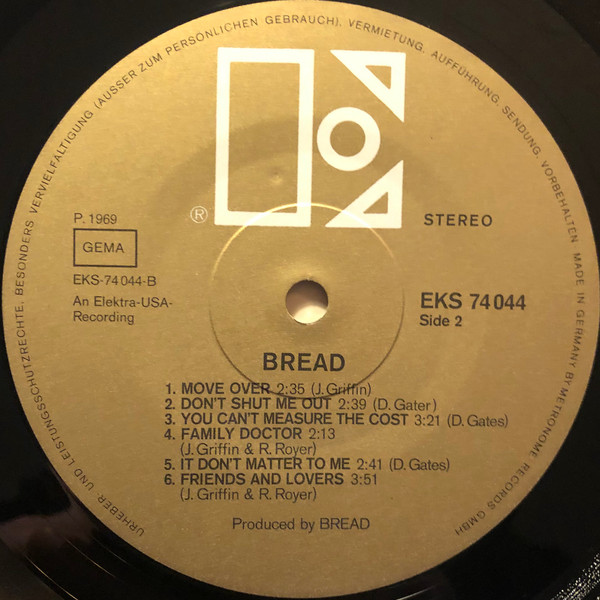 URHEBER UND LEISTUNGSSCHUTZRECHTE, BESONDERS VERVIELFÄLTIGUNG (AUSSER ZUM PERSÖNLICHEN GEBRAUCH), VERMIETUNG, AUFFÜHRUNG, SENDUNG, VORBEHALTEN. MADE IN GERMANY BY METRONOME RECORDS GMBH
®
STEREO
P. 1969
GEMA
EKS-74 044-B
An Elektra-USA-
Recording
EKS 74 044
Side 2
BREAD
1. MOVE OVER 2:35 (J. Griffin)
2. DON'T SHUT ME OUT 2:39 (D. Gater)
3. YOU CAN'T MEASURE THE COST 3:21 (D. Gates)
4. FAMILY DOCTOR 2:13
(J. Griffin & R. Royer)
5. IT DON'T MATTER TO ME 2:41 (D. Gates)
6. FRIENDS AND LOVERS 3:51
(J. Griffin & R. Royer)
Produced by BREAD